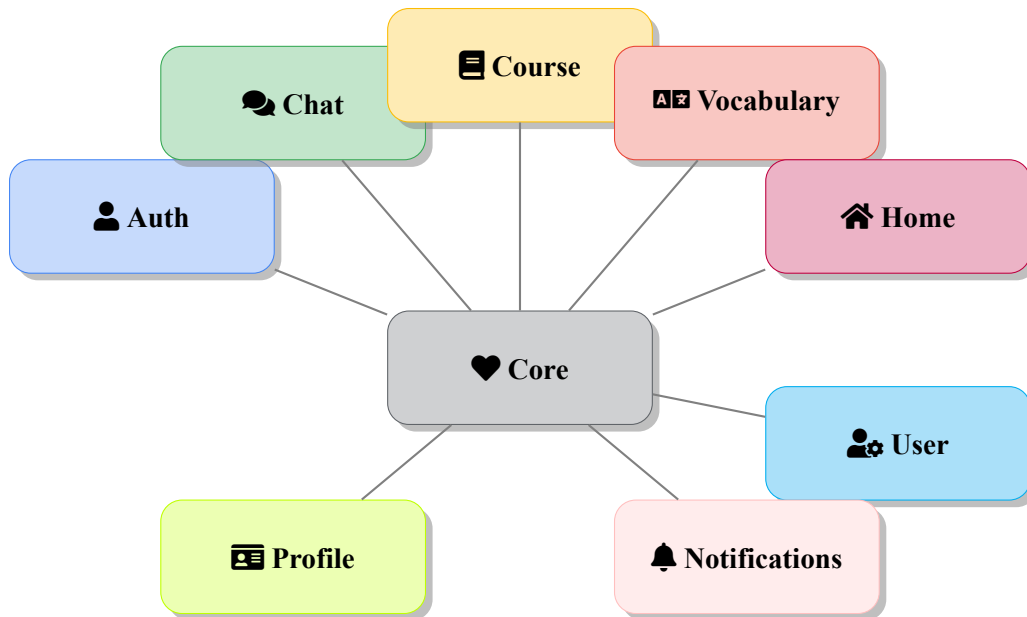 Course
Chat
Vocabulary
Auth
Home
Core
User
Profile
Notifications